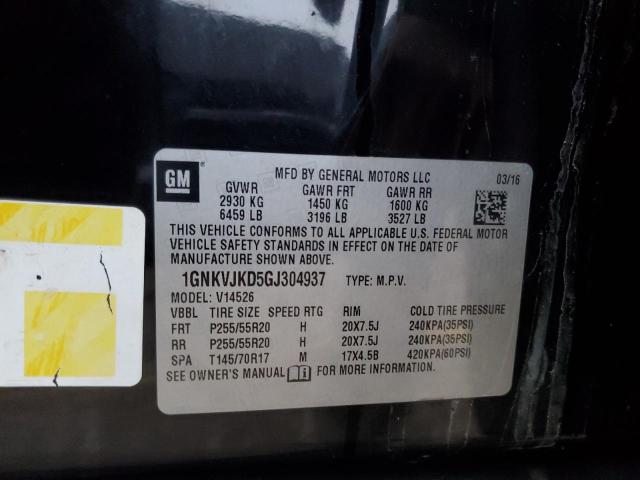 GM
MFD BY GENERAL MOTORS LLC
03/16
GVWR GAWR FRT GAWR RR
2930 KG 1450 KG 1600 KG
6459 LB 3196 LB 3527 LB
THIS VEHICLE CONFORMS TO ALL APPLICABLE U.S. FEDERAL MOTOR
VEHICLE SAFETY STANDARDS IN EFFECT ON THE DATE OF
MANUFACTURE SHOWN ABOVE.
1GNKVJKD5GJ304937 TYPE: M.P.V.
MODEL: V14526
VBBL TIRE SIZE SPEED RTG RIM COLD TIRE PRESSURE
FRT P255/55R20 H 20X7.5J 240KPA(35PSI)
RR P255/55R20 H 20X7.5J 240KPA(35PSI)
SPA T145/70R17 M 17X4.5B 420KPA(60PSI)
SEE OWNER'S MANUAL FOR MORE INFORMATION.